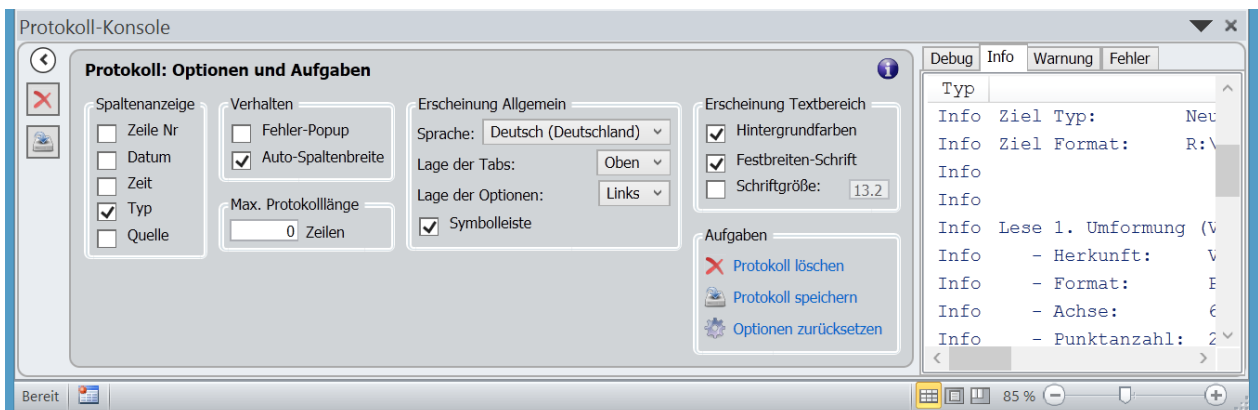 Protokoll-Konsole
Protokoll: Optionen und Aufgaben
Spaltenanzeige
Zeile Nr
Datum
Zeit
Typ
Quelle
Verhalten
Fehler-Popup
Auto-Spaltenbreite
Max. Protokolllänge
0 Zeilen
Erscheinung Allgemein
Sprache: Deutsch (Deutschland)
Lage der Tabs: Oben
Lage der Optionen: Links
Symbolleiste
Erscheinung Textbereich
Hintergrundfarben
Festbreiten-Schrift
Schriftgröße: 13.2
Aufgaben
Protokoll löschen
Protokoll speichern
Optionen zurücksetzen
Debug Info Warnung Fehler
Typ
Info Ziel Typ: Neu
Info Ziel Format: R:\
Info
Info
Info Lese 1. Umformung (V
Info - Herkunft: V
Info - Format:
Info - Achse: 6
Info - Punktanzahl: 2
Bereit
85 %